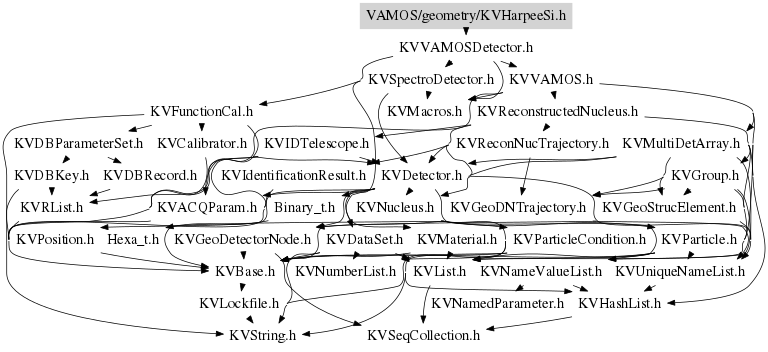 VAMOS/geometry/KVHarpeeSi.h
KVVAMOSDetector.h
KVSpectroDetector.h KVVAMOS.h
KVFunctionCal.h KVMacros.h KVReconstructedNucleus.h
KVDBParameterSet.h KVCalibrator.h KVIDTelescope.h KVReconNucTrajectory.h KVMultiDetArray.h
KVDBKey.h KVDBRecord.h KVIdentificationResult.h KVDetector.h KVGroup.h
KVRList.h KVACQParam.h Binary_t.h KVNucleus.h KVGeoDNTrajectory.h KVGeoStrucElement.h
KVPosition.h Hexa_t.h KVGeoDetectorNode.h KVDataSet.h KVMaterial.h KVParticleCondition.h KVParticle.h
KVBase.h KVNumberList.h KVList.h KVNameValueList.h KVUniqueNameList.h
KVLockfile.h KVNamedParameter.h KVHashList.h
KVString.h KVSeqCollection.h